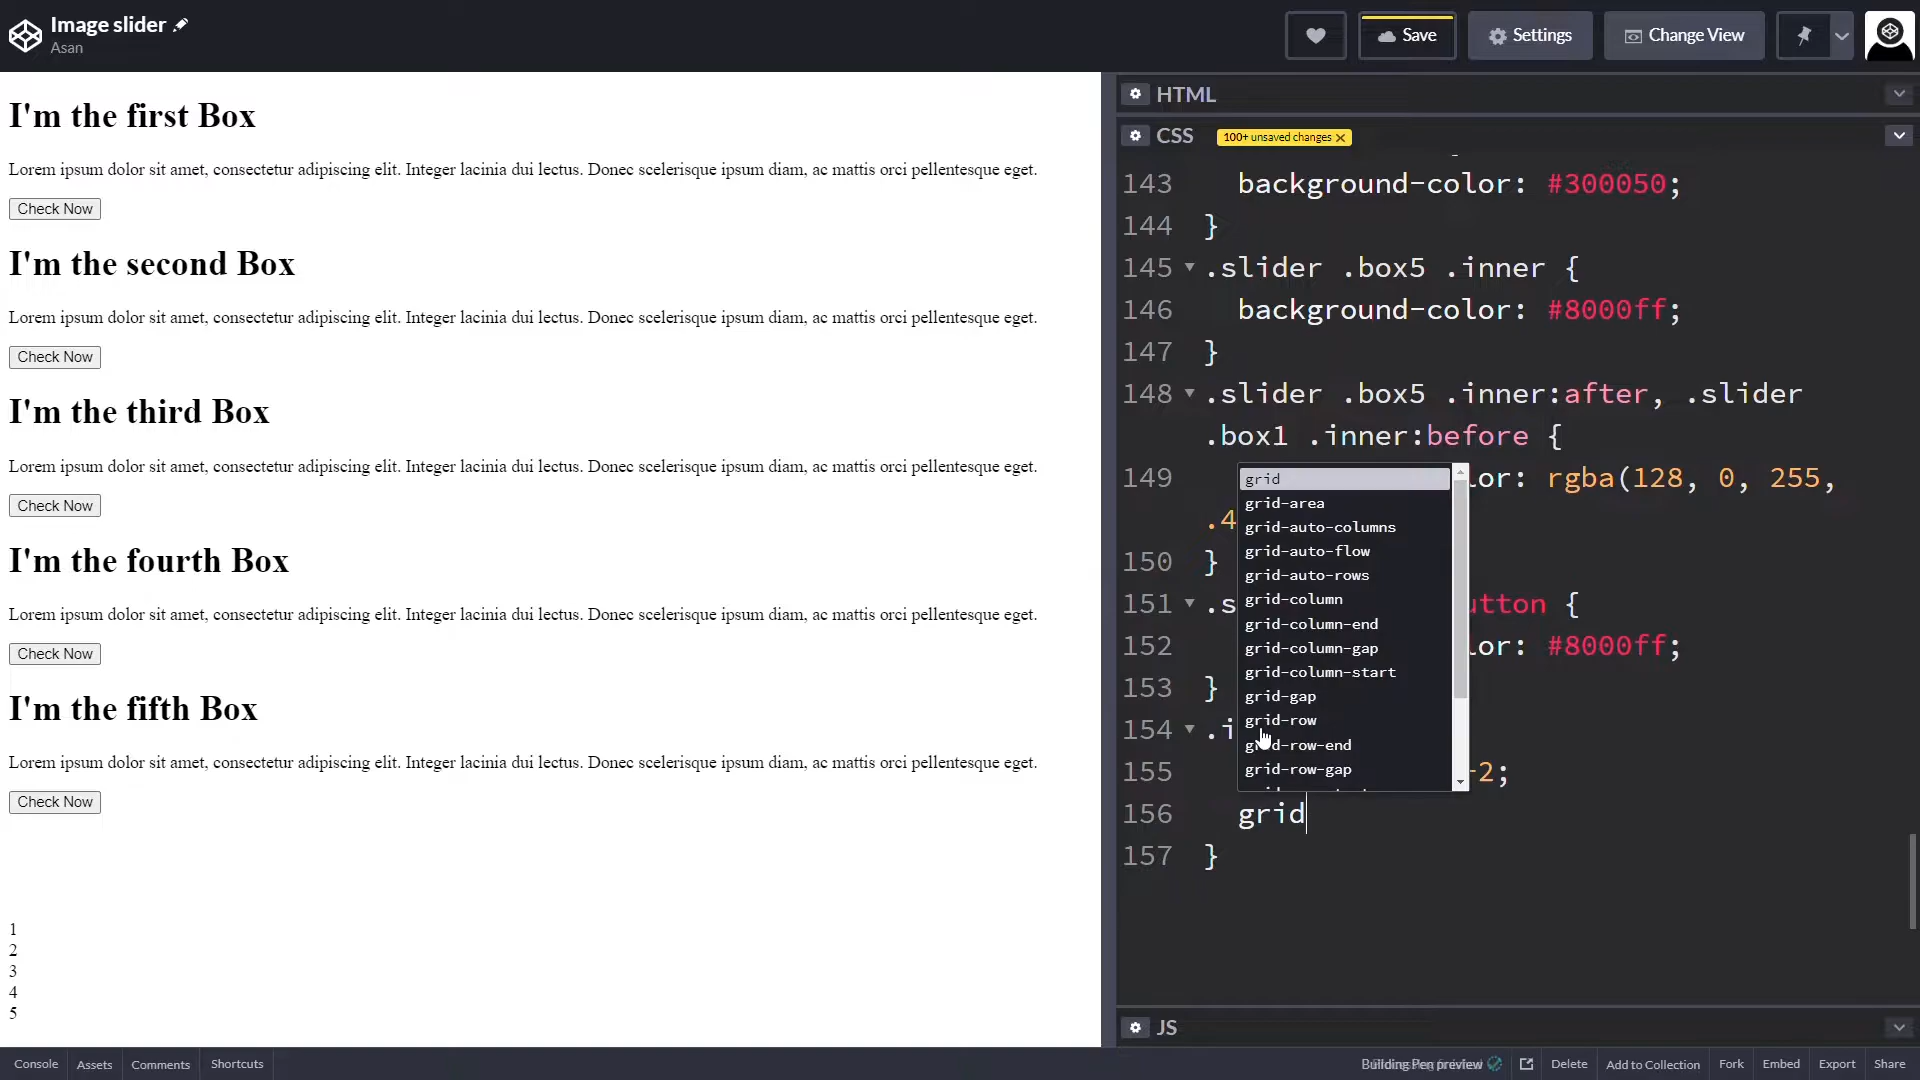 Image slider
Asan
Save
Settings
Change View
I'm the first Box
Lorem ipsum dolor sit amet, consectetur adipiscing elit. Integer lacinia dui lectus. Donec scelerisque ipsum diam, ac mattis orci pellentesque eget.
Check Now
I'm the second Box
Lorem ipsum dolor sit amet, consectetur adipiscing elit. Integer lacinia dui lectus. Donec scelerisque ipsum diam, ac mattis orci pellentesque eget.
Check Now
I'm the third Box
Lorem ipsum dolor sit amet, consectetur adipiscing elit. Integer lacinia dui lectus. Donec scelerisque ipsum diam, ac mattis orci pellentesque eget.
Check Now
I'm the fourth Box
Lorem ipsum dolor sit amet, consectetur adipiscing elit. Integer lacinia dui lectus. Donec scelerisque ipsum diam, ac mattis orci pellentesque eget.
Check Now
I'm the fifth Box
Lorem ipsum dolor sit amet, consectetur adipiscing elit. Integer lacinia dui lectus. Donec scelerisque ipsum diam, ac mattis orci pellentesque eget.
Check Now
1
2
3
4
5
HTML
CSS
100+ unsaved changes ×
143 background-color: #300050;
144 }
145 .slider .box5 .inner {
146 background-color: #8000ff;
147 }
148 .slider .box5 .inner:after, .slider
.box1 .inner:before {
149 lor: rgba(128, 0, 255,
.4
150 }
151 .s utton {
152 lor: #8000ff;
153 }
154 .i
155 -2;
156 grid
157 }
grid
grid-area
grid-auto-columns
grid-auto-flow
grid-auto-rows
grid-column
grid-column-end
grid-column-gap
grid-column-start
grid-gap
grid-row
grid-row-end
grid-row-gap
JS
Console
Assets
Comments
Shortcuts
Building Pen preview
Delete
Add to Collection
Fork
Embed
Export
Share